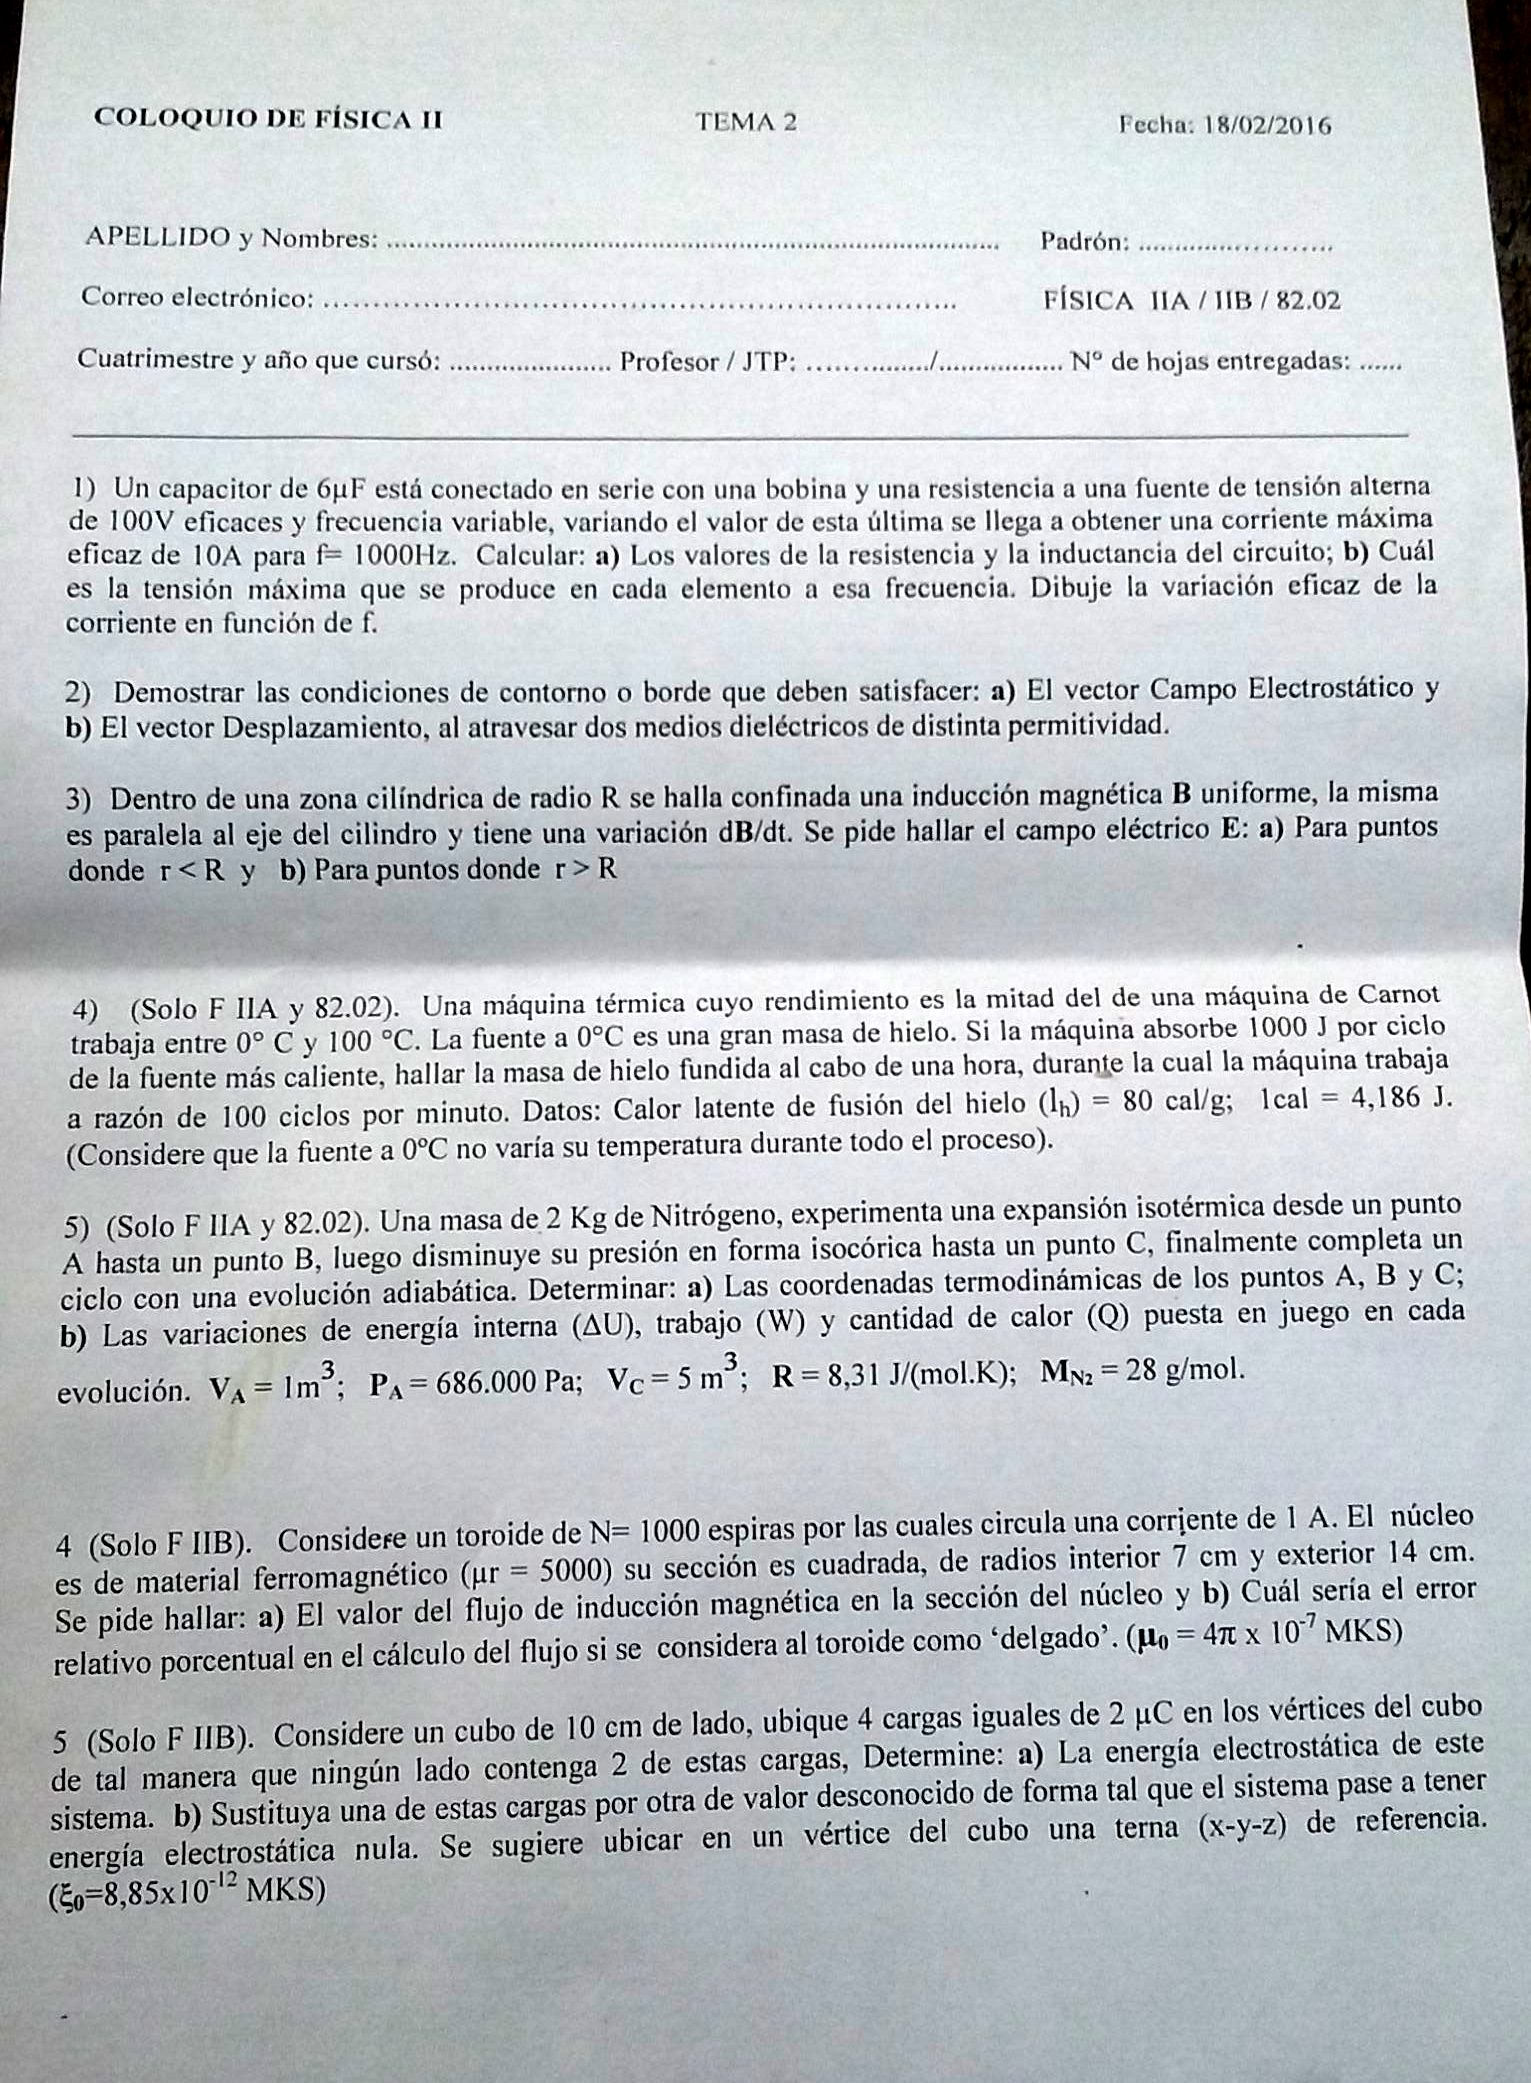 COLOQUIO DE FÍSICA II TEMA 2 Fecha: 18/02/2016
APELLIDO y Nombres: ........................................................................................ Padrón: ...........................
Correo electrónico: ............................................................................ FÍSICA IIA / IIB / 82.02
Cuatrimestre y año que cursó: ...................... Profesor / JTP: ................./................. Nº de hojas entregadas: ......
1) Un capacitor de 6µF está conectado en serie con una bobina y una resistencia a una fuente de tensión alterna
de 100V eficaces y frecuencia variable, variando el valor de esta última se llega a obtener una corriente máxima
eficaz de 10A para f= 1000Hz. Calcular: a) Los valores de la resistencia y la inductancia del circuito; b) Cuál
es la tensión máxima que se produce en cada elemento a esa frecuencia. Dibuje la variación eficaz de la
corriente en función de f.
2) Demostrar las condiciones de contorno o borde que deben satisfacer: a) El vector Campo Electrostático y
b) El vector Desplazamiento, al atravesar dos medios dieléctricos de distinta permitividad.
3) Dentro de una zona cilíndrica de radio R se halla confinada una inducción magnética B uniforme, la misma
es paralela al eje del cilindro y tiene una variación dB/dt. Se pide hallar el campo eléctrico E: a) Para puntos
donde r < R y b) Para puntos donde r > R
4) (Solo F IIA y 82.02). Una máquina térmica cuyo rendimiento es la mitad del de una máquina de Carnot
trabaja entre 0° C y 100 °C. La fuente a 0°C es una gran masa de hielo. Si la máquina absorbe 1000 J por ciclo
de la fuente más caliente, hallar la masa de hielo fundida al cabo de una hora, durante la cual la máquina trabaja
a razón de 100 ciclos por minuto. Datos: Calor latente de fusión del hielo (lh) = 80 cal/g; 1cal = 4,186 J.
(Considere que la fuente a 0ºC no varía su temperatura durante todo el proceso).
5) (Solo F IIA y 82.02). Una masa de 2 Kg de Nitrógeno, experimenta una expansión isotérmica desde un punto
A hasta un punto B, luego disminuye su presión en forma isocórica hasta un punto C, finalmente completa un
ciclo con una evolución adiabática. Determinar: a) Las coordenadas termodinámicas de los puntos A, B y C;
b) Las variaciones de energía interna (ΔU), trabajo (W) y cantidad de calor (Q) puesta en juego en cada
evolución. VA = 1m³; PA = 686.000 Pa; VC = 5 m³; R = 8,31 J/(mol.K); MN2 = 28 g/mol.
4 (Solo F IIB). Considere un toroide de N= 1000 espiras por las cuales circula una corriente de 1 A. El núcleo
es de material ferromagnético (µr = 5000) su sección es cuadrada, de radios interior 7 cm y exterior 14 cm.
Se pide hallar: a) El valor del flujo de inducción magnética en la sección del núcleo y b) Cuál sería el error
relativo porcentual en el cálculo del flujo si se considera al toroide como ‘delgado’. (µ0 = 4π x 10⁻⁷ MKS)
5 (Solo F IIB). Considere un cubo de 10 cm de lado, ubique 4 cargas iguales de 2 µC en los vértices del cubo
de tal manera que ningún lado contenga 2 de estas cargas, Determine: a) La energía electrostática de este
sistema. b) Sustituya una de estas cargas por otra de valor desconocido de forma tal que el sistema pase a tener
energía electrostática nula. Se sugiere ubicar en un vértice del cubo una terna (x-y-z) de referencia.
(ξ0=8,85x10⁻¹² MKS)